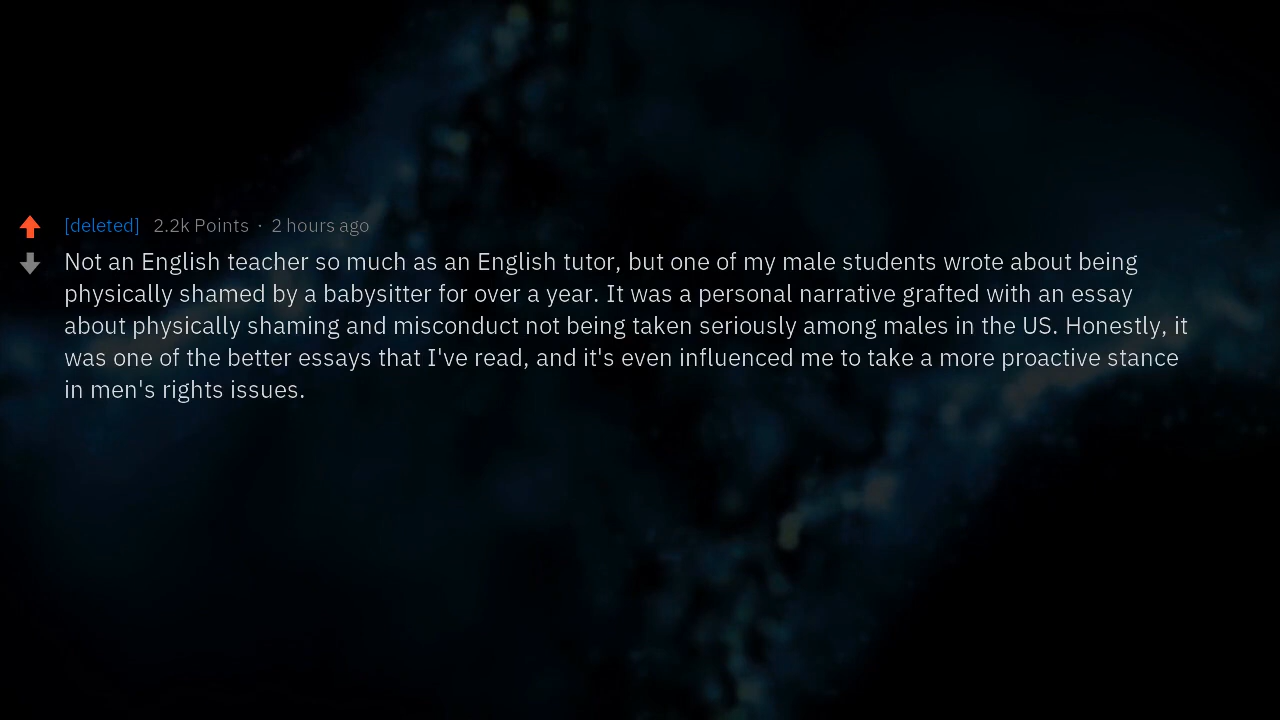 [deleted] 2.2k Points · 2 hours ago
Not an English teacher so much as an English tutor, but one of my male students wrote about being
physically shamed by a babysitter for over a year. It was a personal narrative grafted with an essay
about physically shaming and misconduct not being taken seriously among males in the US. Honestly, it
was one of the better essays that I've read, and it's even influenced me to take a more proactive stance
in men's rights issues.